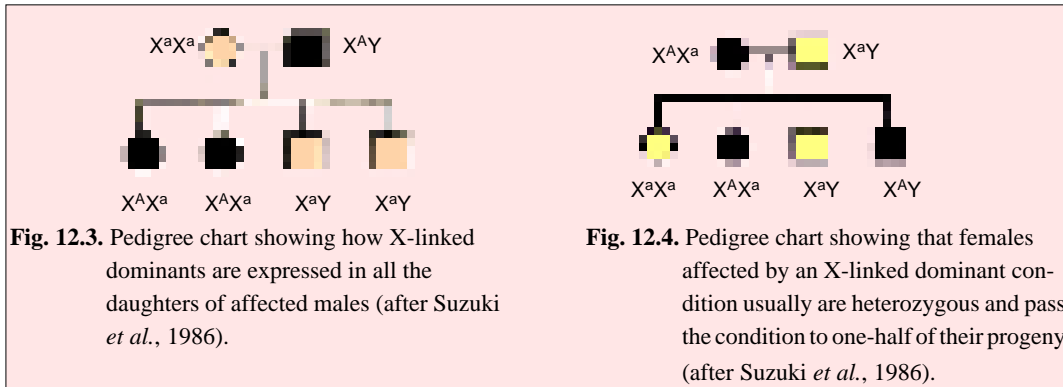 XᵃXᵃ XᴬY
XᴬXᵃ XᴬXᵃ XᵃY XᵃY
Fig. 12.3. Pedigree chart showing how X-linked
dominants are expressed in all the
daughters of affected males (after Suzuki
et al., 1986).
XᴬXᵃ XᵃY
XᵃXᵃ XᴬXᵃ XᵃY XᴬY
Fig. 12.4. Pedigree chart showing that females
affected by an X-linked dominant con-
dition usually are heterozygous and pass
the condition to one-half of their progeny
(after Suzuki et al., 1986).